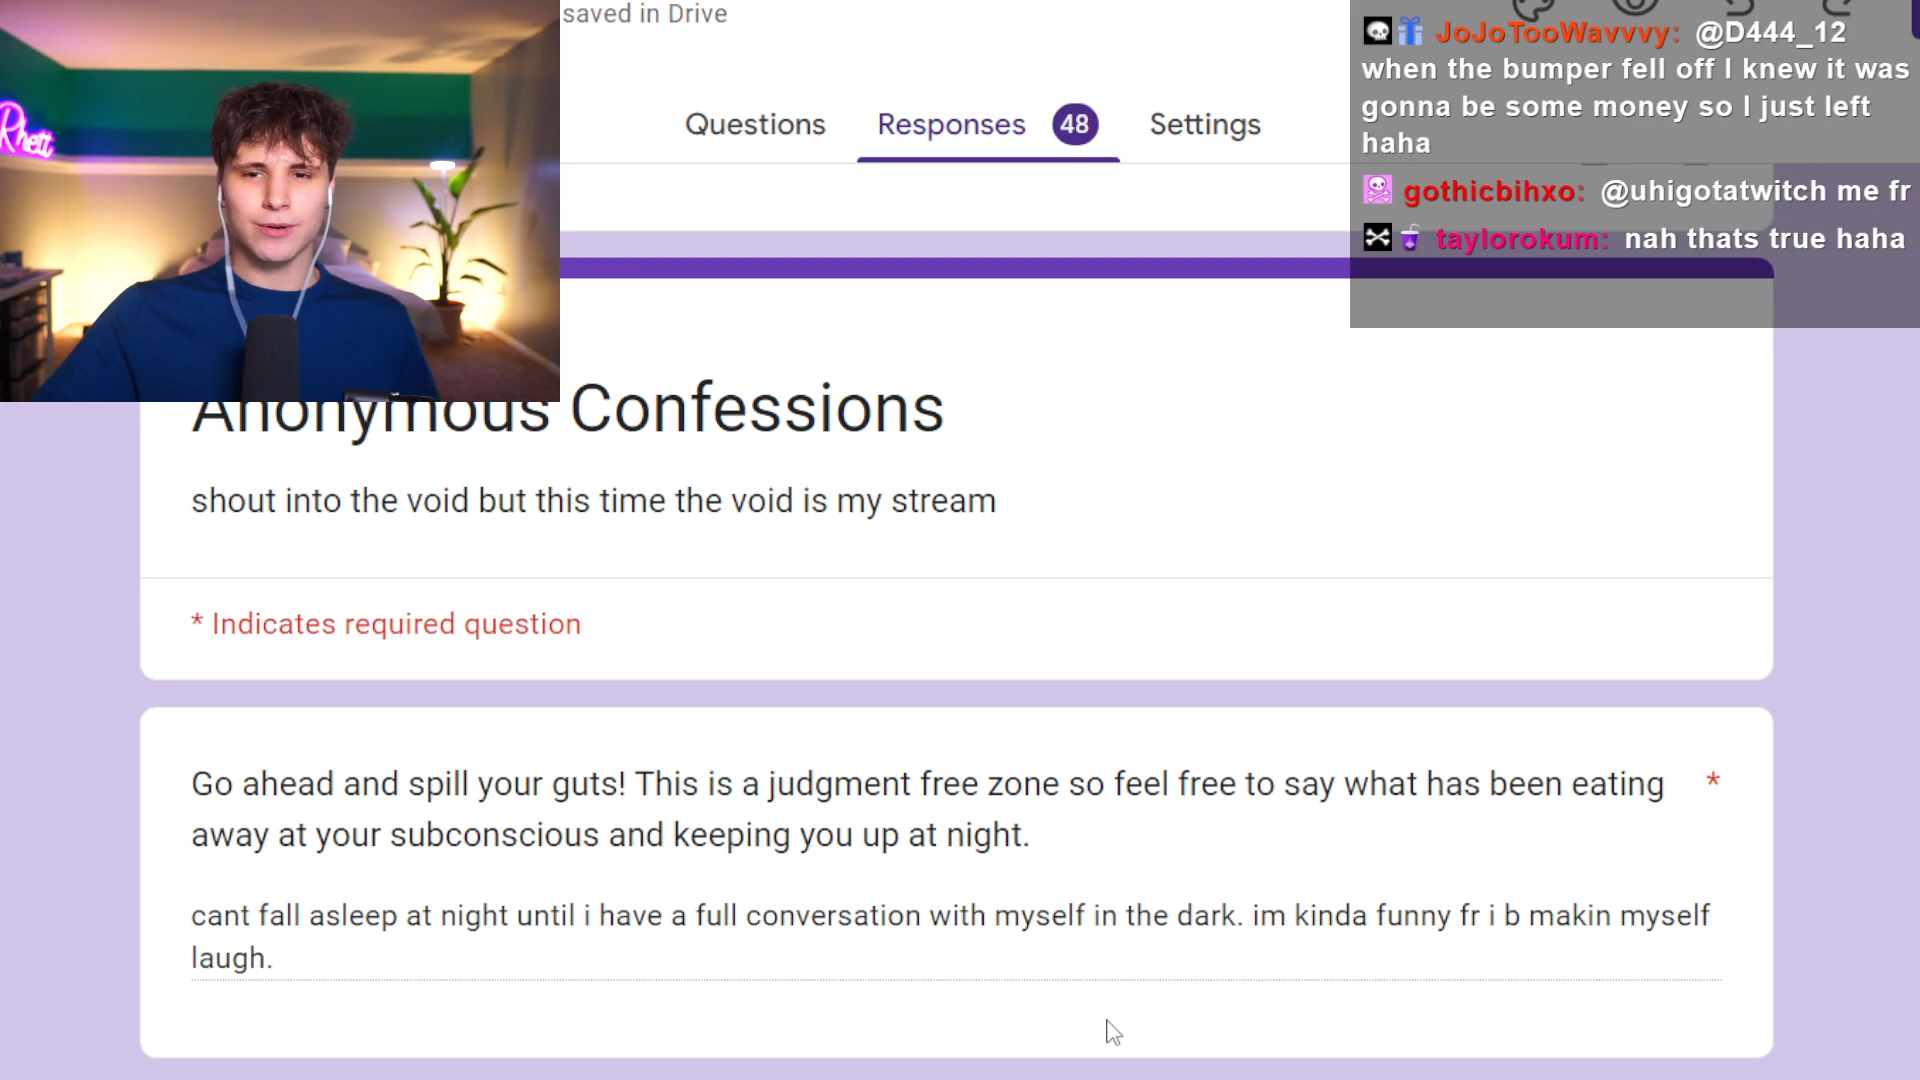 saved in Drive
Rhett
Questions Responses 48 Settings
JoJoTooWavvvy: @D444_12
when the bumper fell off I knew it was
gonna be some money so I just left
haha
gothicbihxo: @uhigotatwitch me fr
taylorokum: nah thats true haha
Anonymous Confessions
shout into the void but this time the void is my stream
* Indicates required question
Go ahead and spill your guts! This is a judgment free zone so feel free to say what has been eating *
away at your subconscious and keeping you up at night.
cant fall asleep at night until i have a full conversation with myself in the dark. im kinda funny fr i b makin myself
laugh.